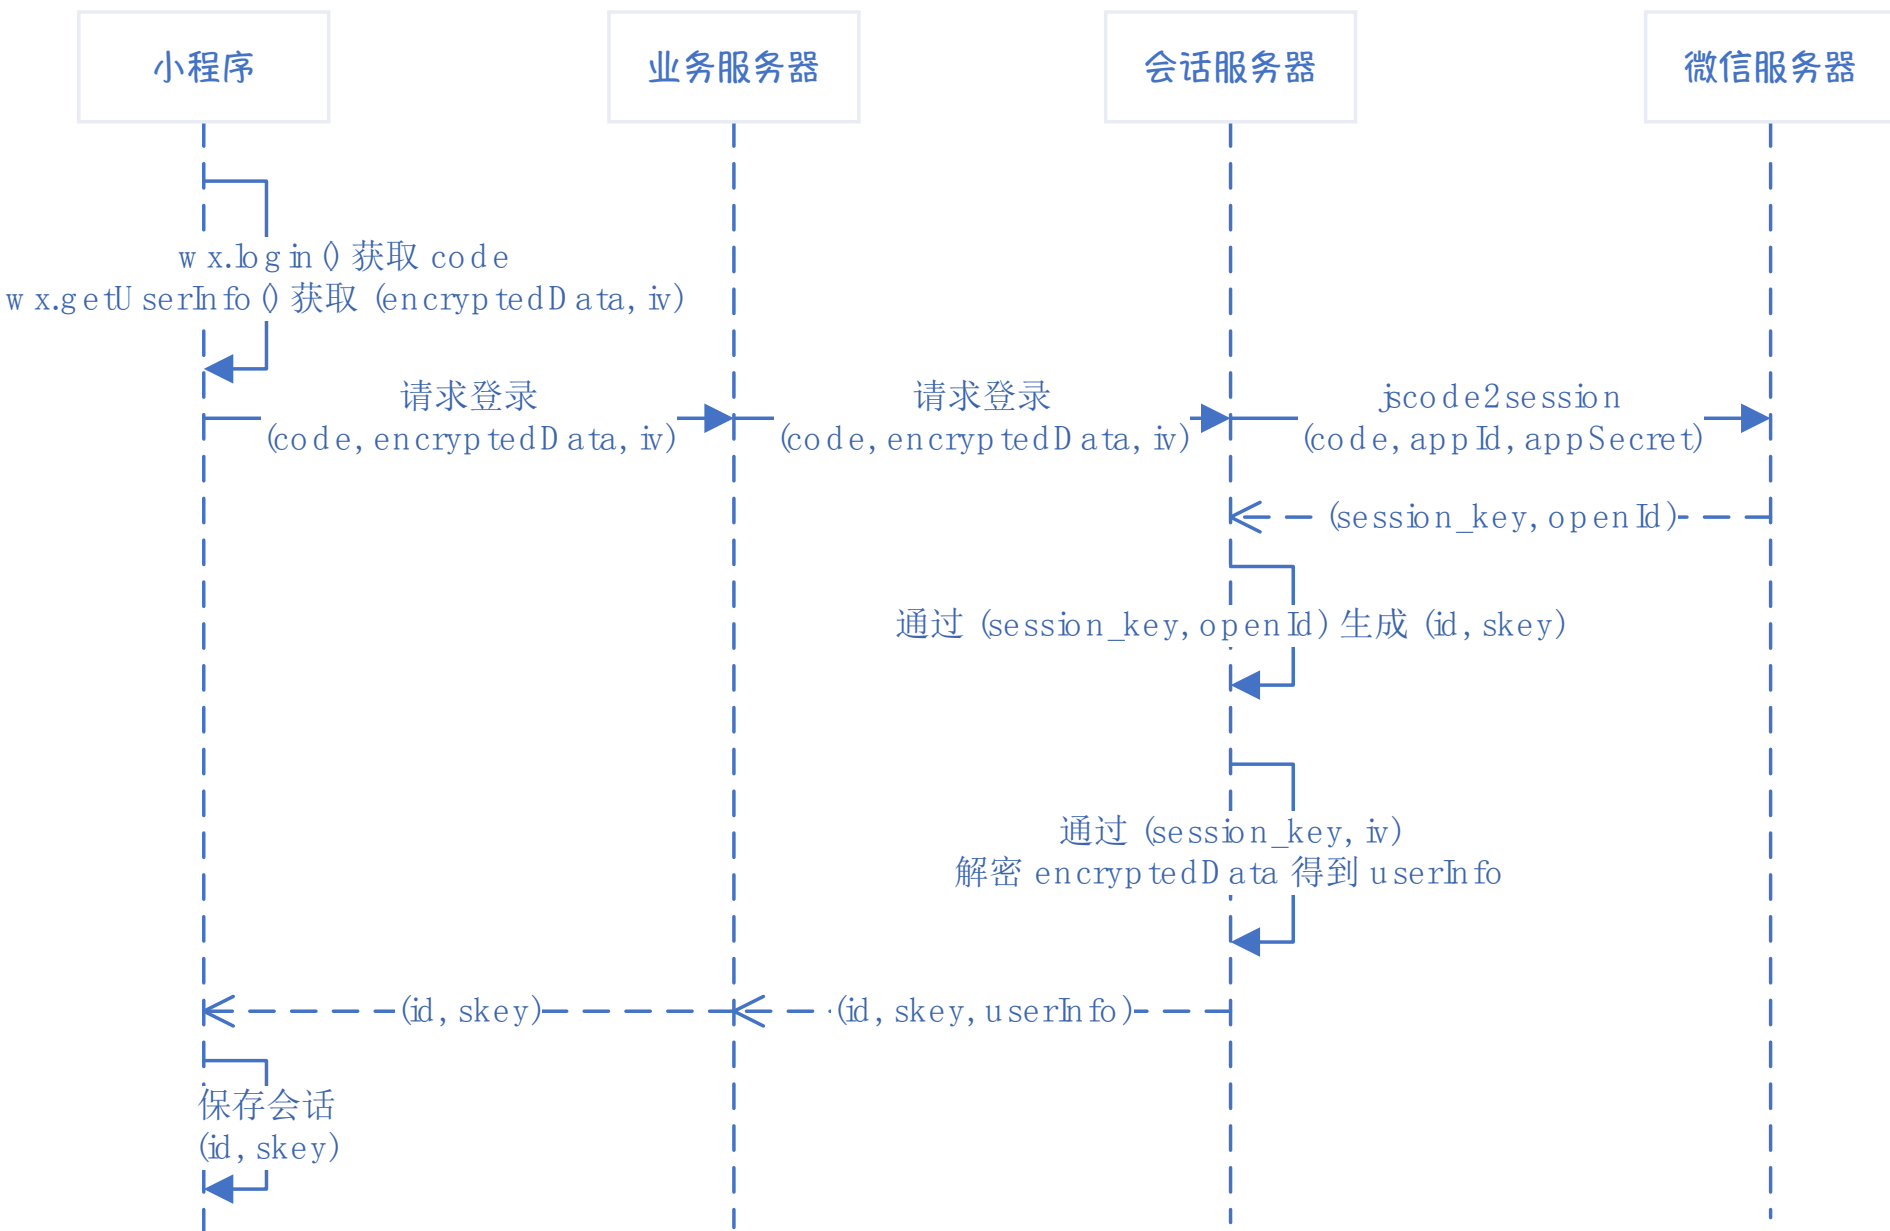 小程序
业务服务器
会话服务器
微信服务器
wx.login()获取 code
wx.getUserInfo()获取 (encryptedData,iv)
请求登录
(code,encryptedData,iv)
请求登录
(code,encryptedData,iv)
jscode2session
(code,appId,appSecret)
(session_key,openId)
通过 (session_key,openId)生成 (id,skey)
通过 (session_key,iv)
解密 encryptedData 得到 userInfo
(id,skey)
(id,skey,userInfo)
保存会话
(id,skey)